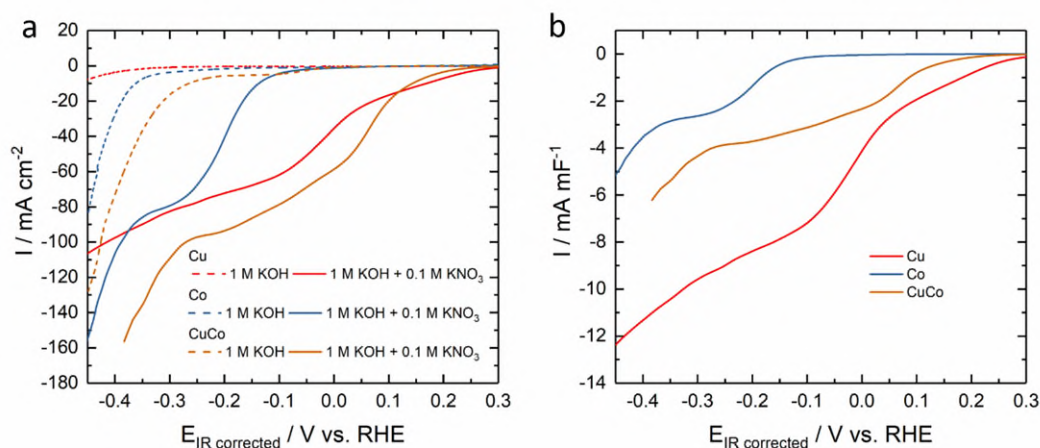 a
20
0
-20
-40
-60
-80
-100
-120
-140
-160
-180
I / mA cm⁻²
Cu
1 M KOH 1 M KOH + 0.1 M KNO₃
Co
1 M KOH 1 M KOH + 0.1 M KNO₃
CuCo
1 M KOH 1 M KOH + 0.1 M KNO₃
-0.4 -0.3 -0.2 -0.1 0.0 0.1 0.2 0.3
E_IR corrected / V vs. RHE
b
0
-2
-4
-6
-8
-10
-12
-14
I / mA mF⁻¹
Cu
Co
CuCo
-0.4 -0.3 -0.2 -0.1 0.0 0.1 0.2 0.3
E_IR corrected / V vs. RHE